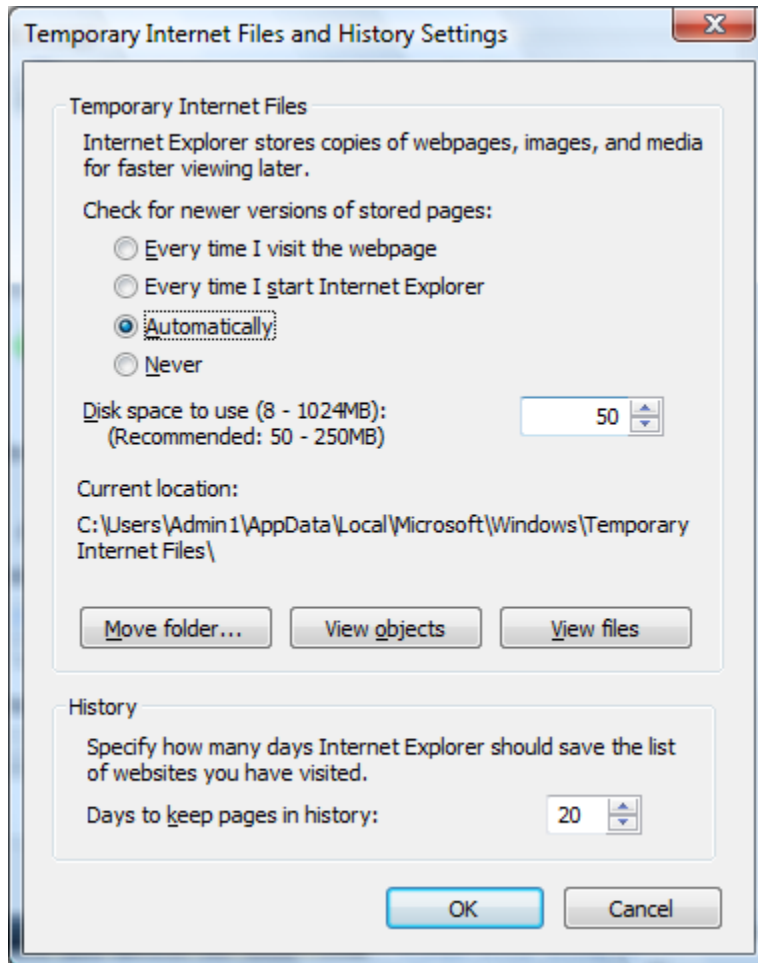 Temporary Internet Files and History Settings
Temporary Internet Files
Internet Explorer stores copies of webpages, images, and media
for faster viewing later.
Check for newer versions of stored pages:
Every time I visit the webpage
Every time I start Internet Explorer
Automatically
Never
Disk space to use (8 - 1024MB): 50
(Recommended: 50 - 250MB)
Current location:
C:\Users\Admin1\AppData\Local\Microsoft\Windows\Temporary
Internet Files\
Move folder... View objects View files
History
Specify how many days Internet Explorer should save the list
of websites you have visited.
Days to keep pages in history: 20
OK Cancel